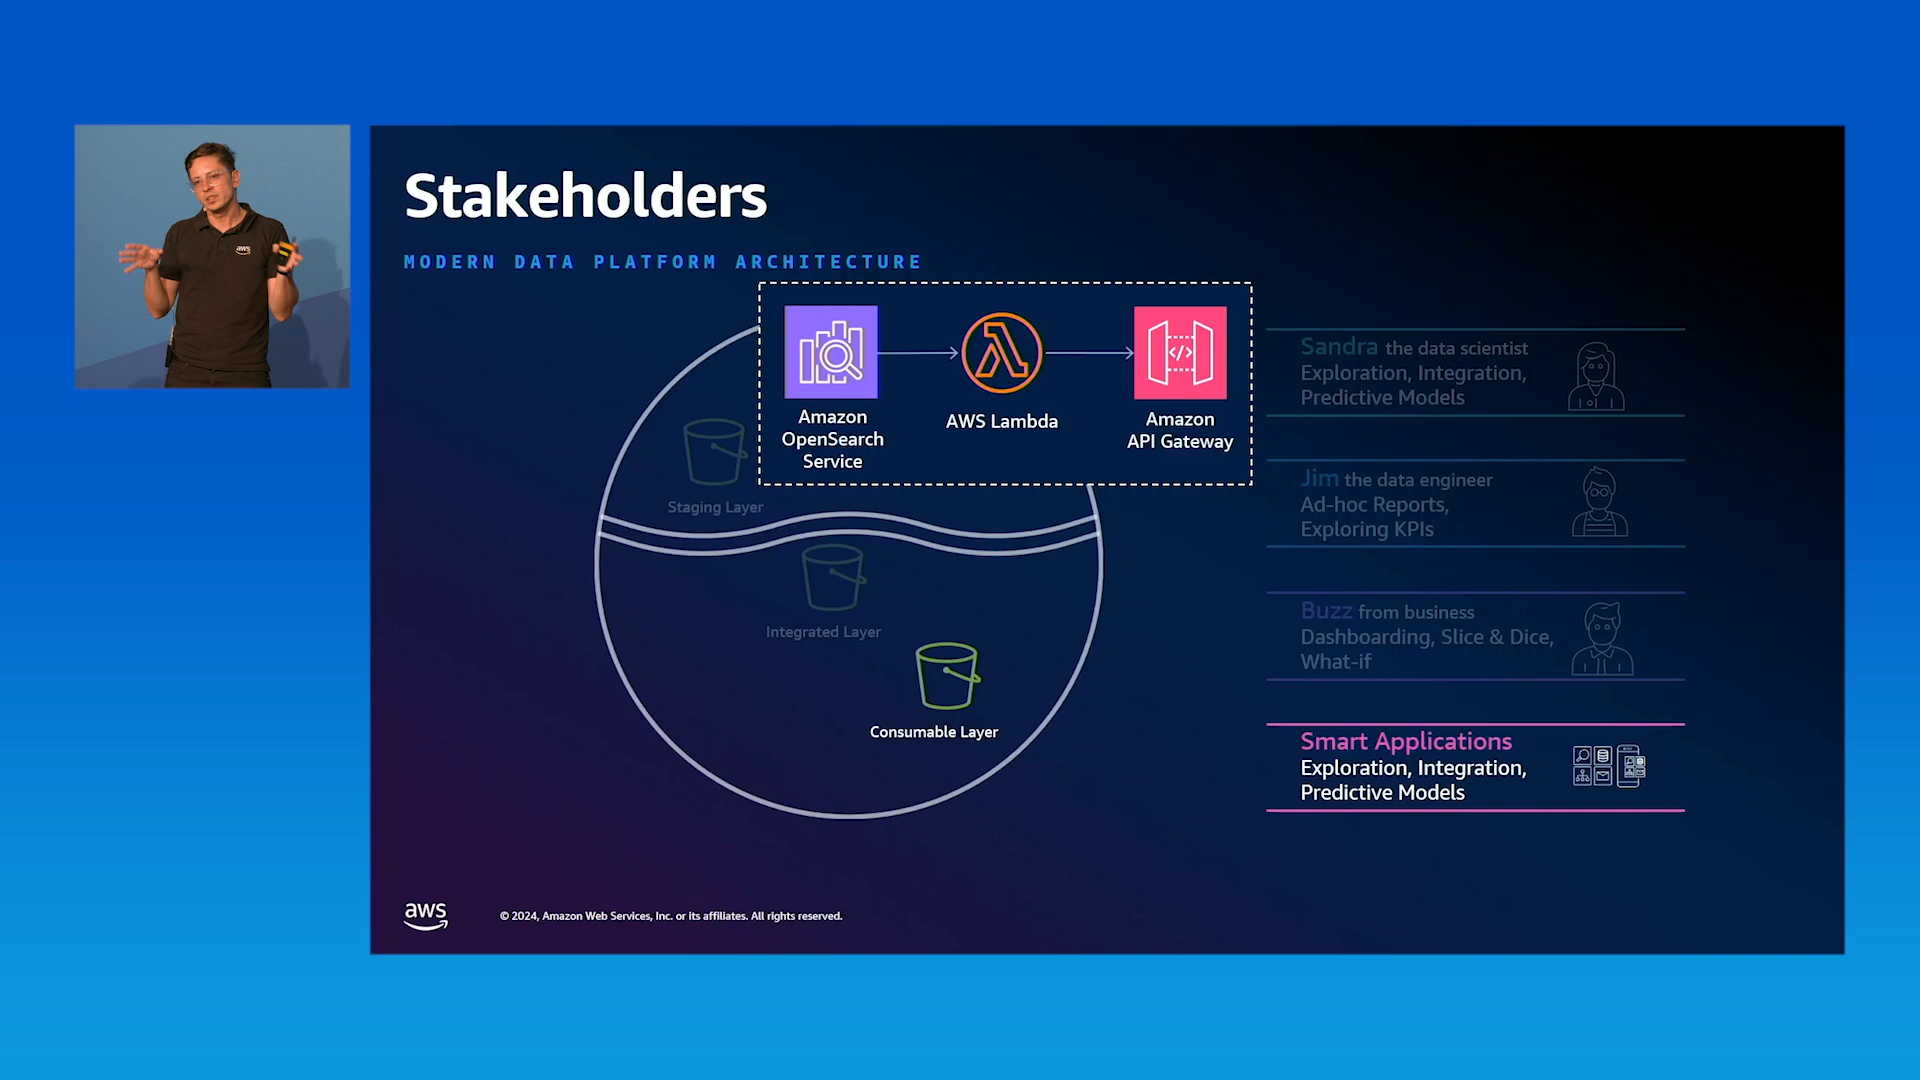 Stakeholders
MODERN DATA PLATFORM ARCHITECTURE
Amazon
OpenSearch
Service
AWS Lambda
Amazon
API Gateway
Staging Layer
Integrated Layer
Consumable Layer
Sandra the data scientist
Exploration, Integration,
Predictive Models
Jim the data engineer
Ad-hoc Reports,
Exploring KPIs
Buzz from business
Dashboarding, Slice & Dice,
What-if
Smart Applications
Exploration, Integration,
Predictive Models
aws
© 2024, Amazon Web Services, Inc. or its affiliates. All rights reserved.
aws